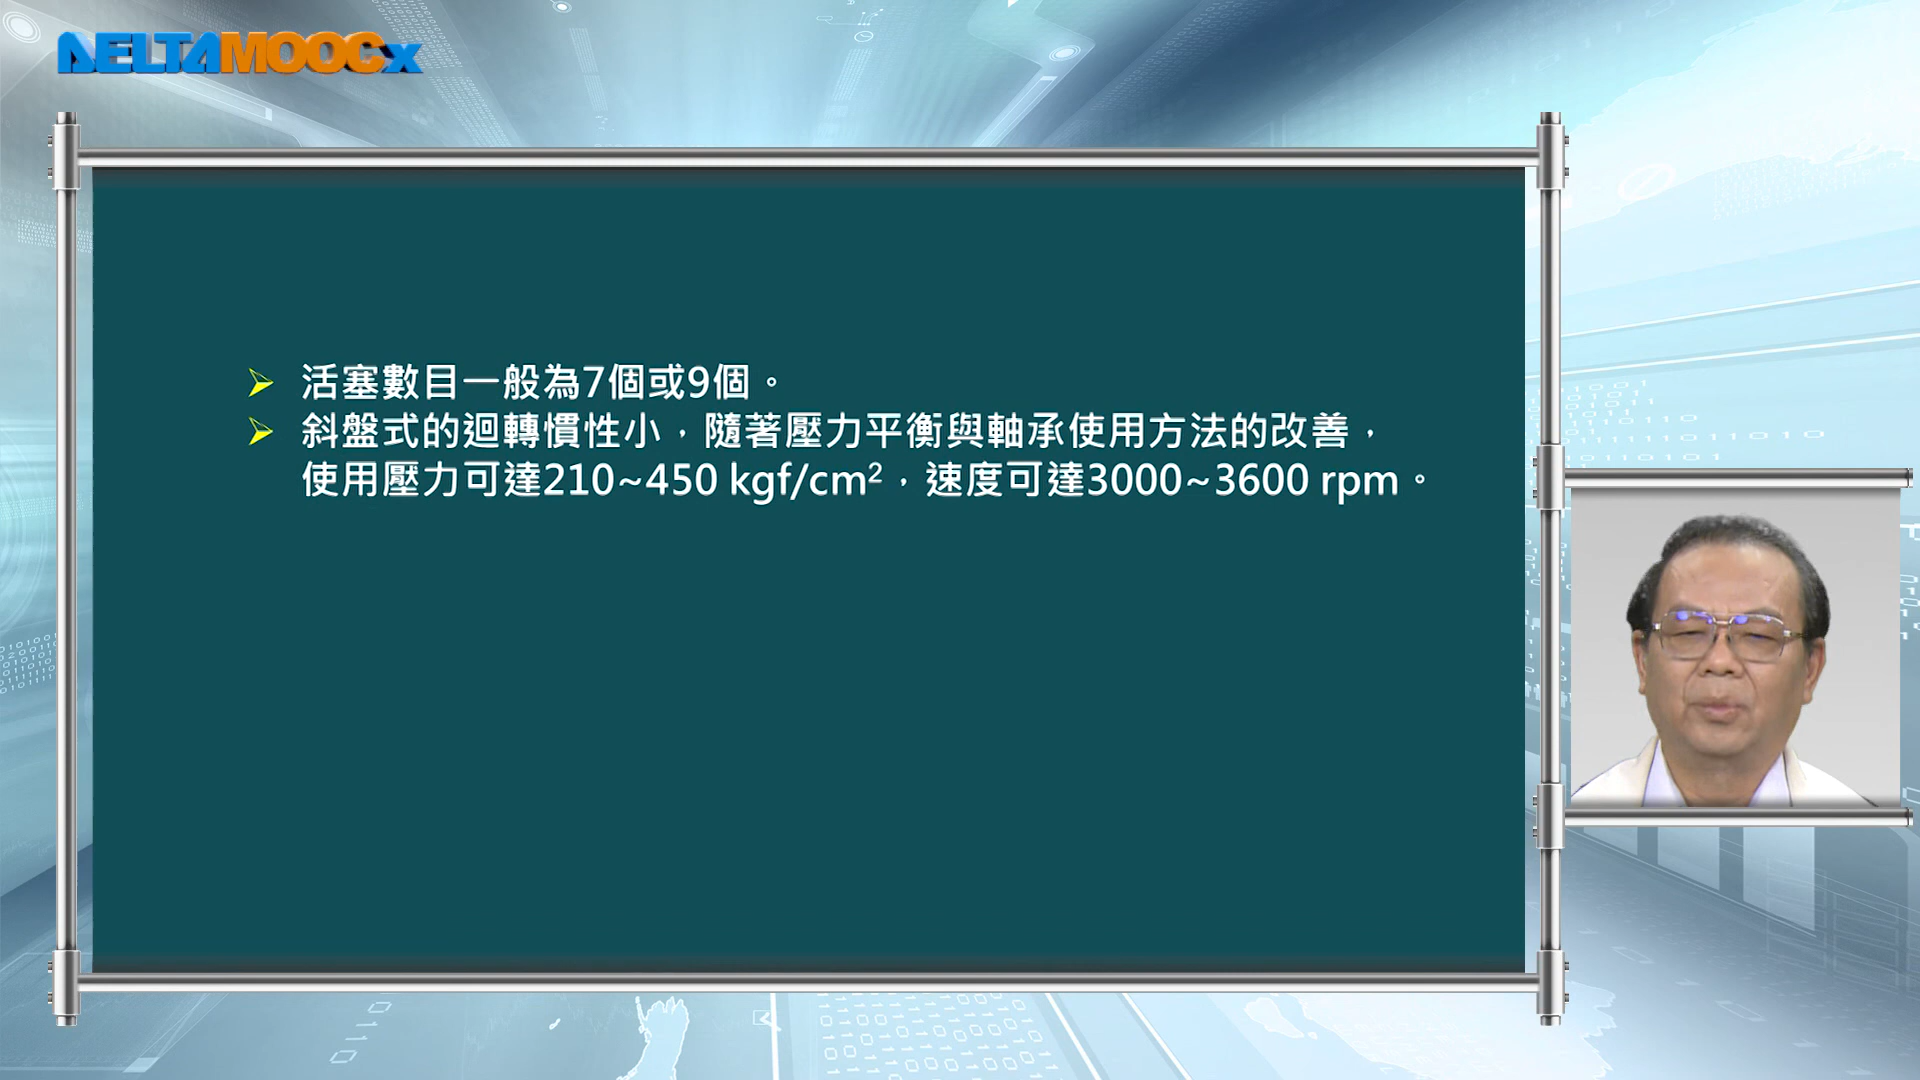 DELTAMOOCx
活塞數目一般為7個或9個。
斜盤式的迴轉慣性小，隨著壓力平衡與軸承使用方法的改善，
使用壓力可達210~450 kgf/cm²，速度可達3000~3600 rpm。